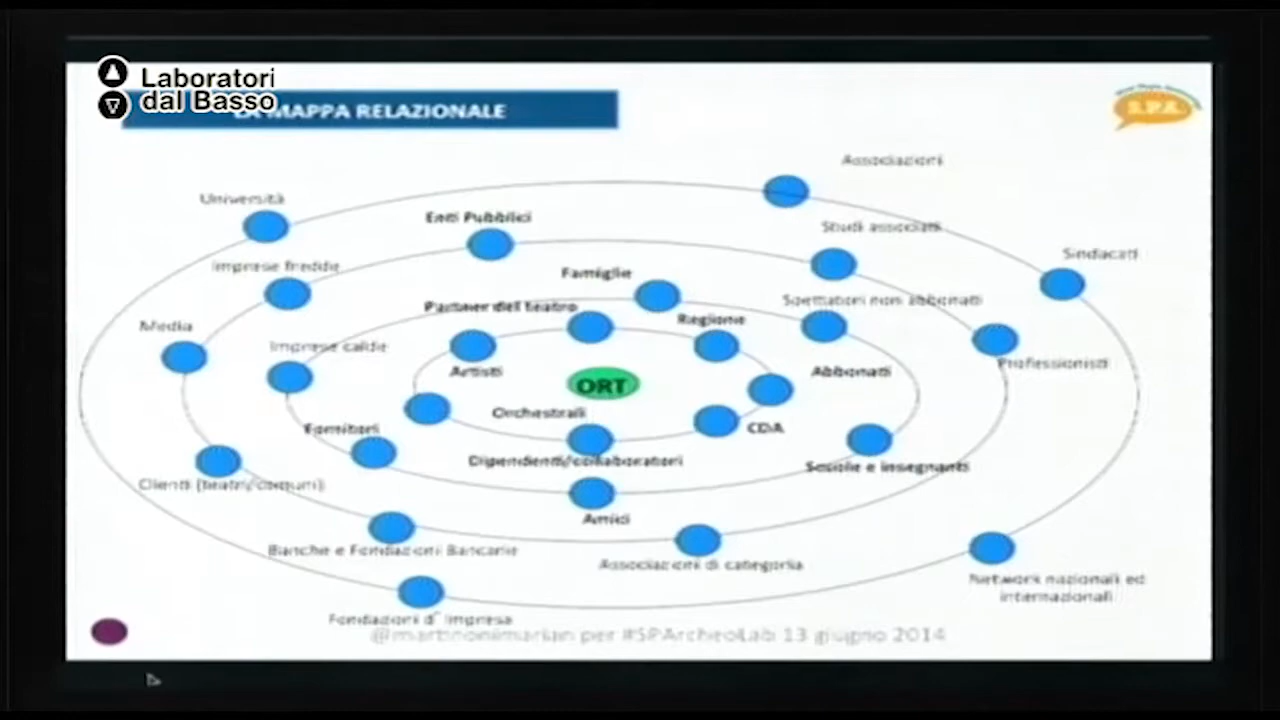 Laboratori
dal Basso
LA MAPPA RELAZIONALE
S.P.A.
Associazioni
Università
Enti Pubblici
Studi associati
Sindacati
Imprese fredde
Famiglie
Spettatori non abbonati
Partner del teatro
Regione
Media
Imprese calde
Professionisti
Artisti
Abbonati
ORT
Orchestrali
Fornitori
CDA
Dipendenti/collaboratori
Scuole e insegnanti
Clienti (teatri/comuni)
Amici
Banche e Fondazioni Bancarie
Associazioni di categoria
Network nazionali ed
internazionali
Fondazioni d' Impresa
@martinonimarian per #SPArcheoLab 13 giugno 2014